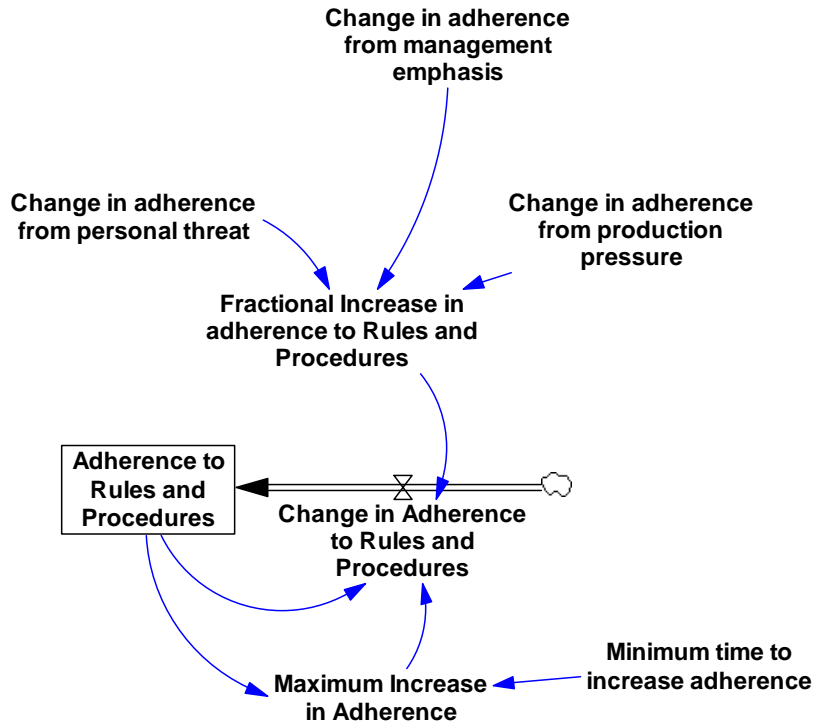 Change in adherence
from management
emphasis
Change in adherence
from personal threat
Change in adherence
from production
pressure
Fractional Increase in
adherence to Rules and
Procedures
Adherence to
Rules and
Procedures
Change in Adherence
to Rules and
Procedures
Maximum Increase
in Adherence
Minimum time to
increase adherence